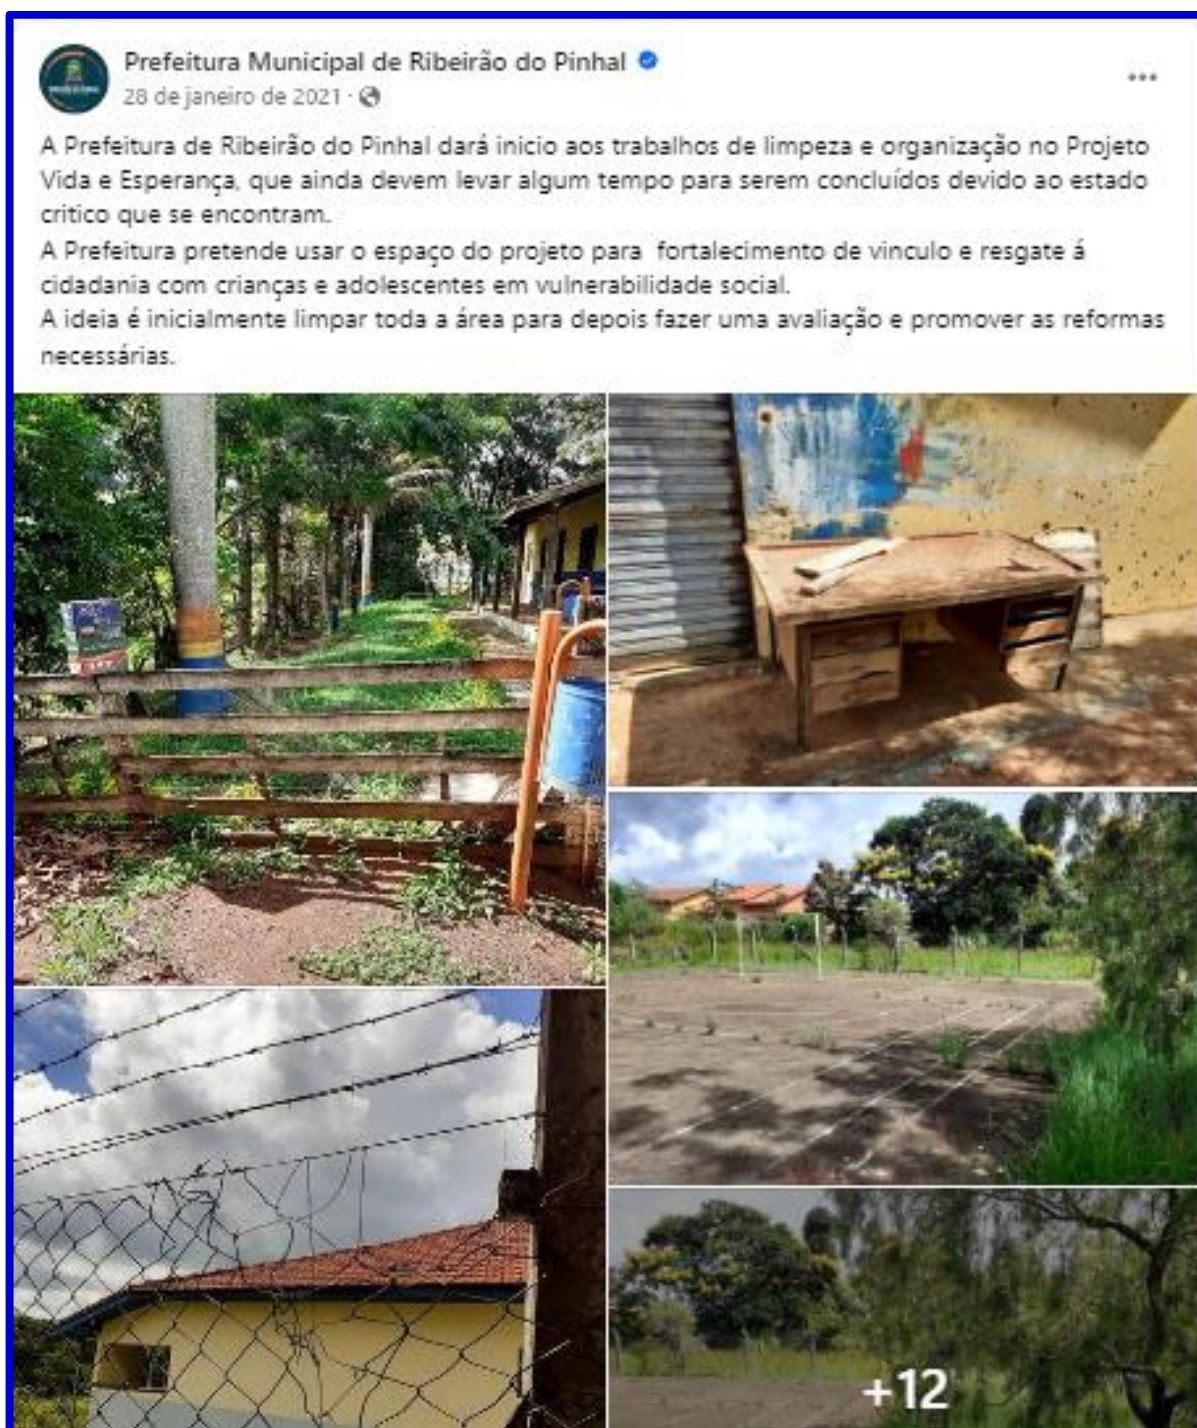 Prefeitura Municipal de Ribeirão do Pinhal
28 de janeiro de 2021 ·
A Prefeitura de Ribeirão do Pinhal dará inicio aos trabalhos de limpeza e organização no Projeto
Vida e Esperança, que ainda devem levar algum tempo para serem concluídos devido ao estado
critico que se encontram.
A Prefeitura pretende usar o espaço do projeto para  fortalecimento de vinculo e resgate á
cidadania com crianças e adolescentes em vulnerabilidade social.
A ideia é inicialmente limpar toda a área para depois fazer uma avaliação e promover as reformas
necessárias.
+12